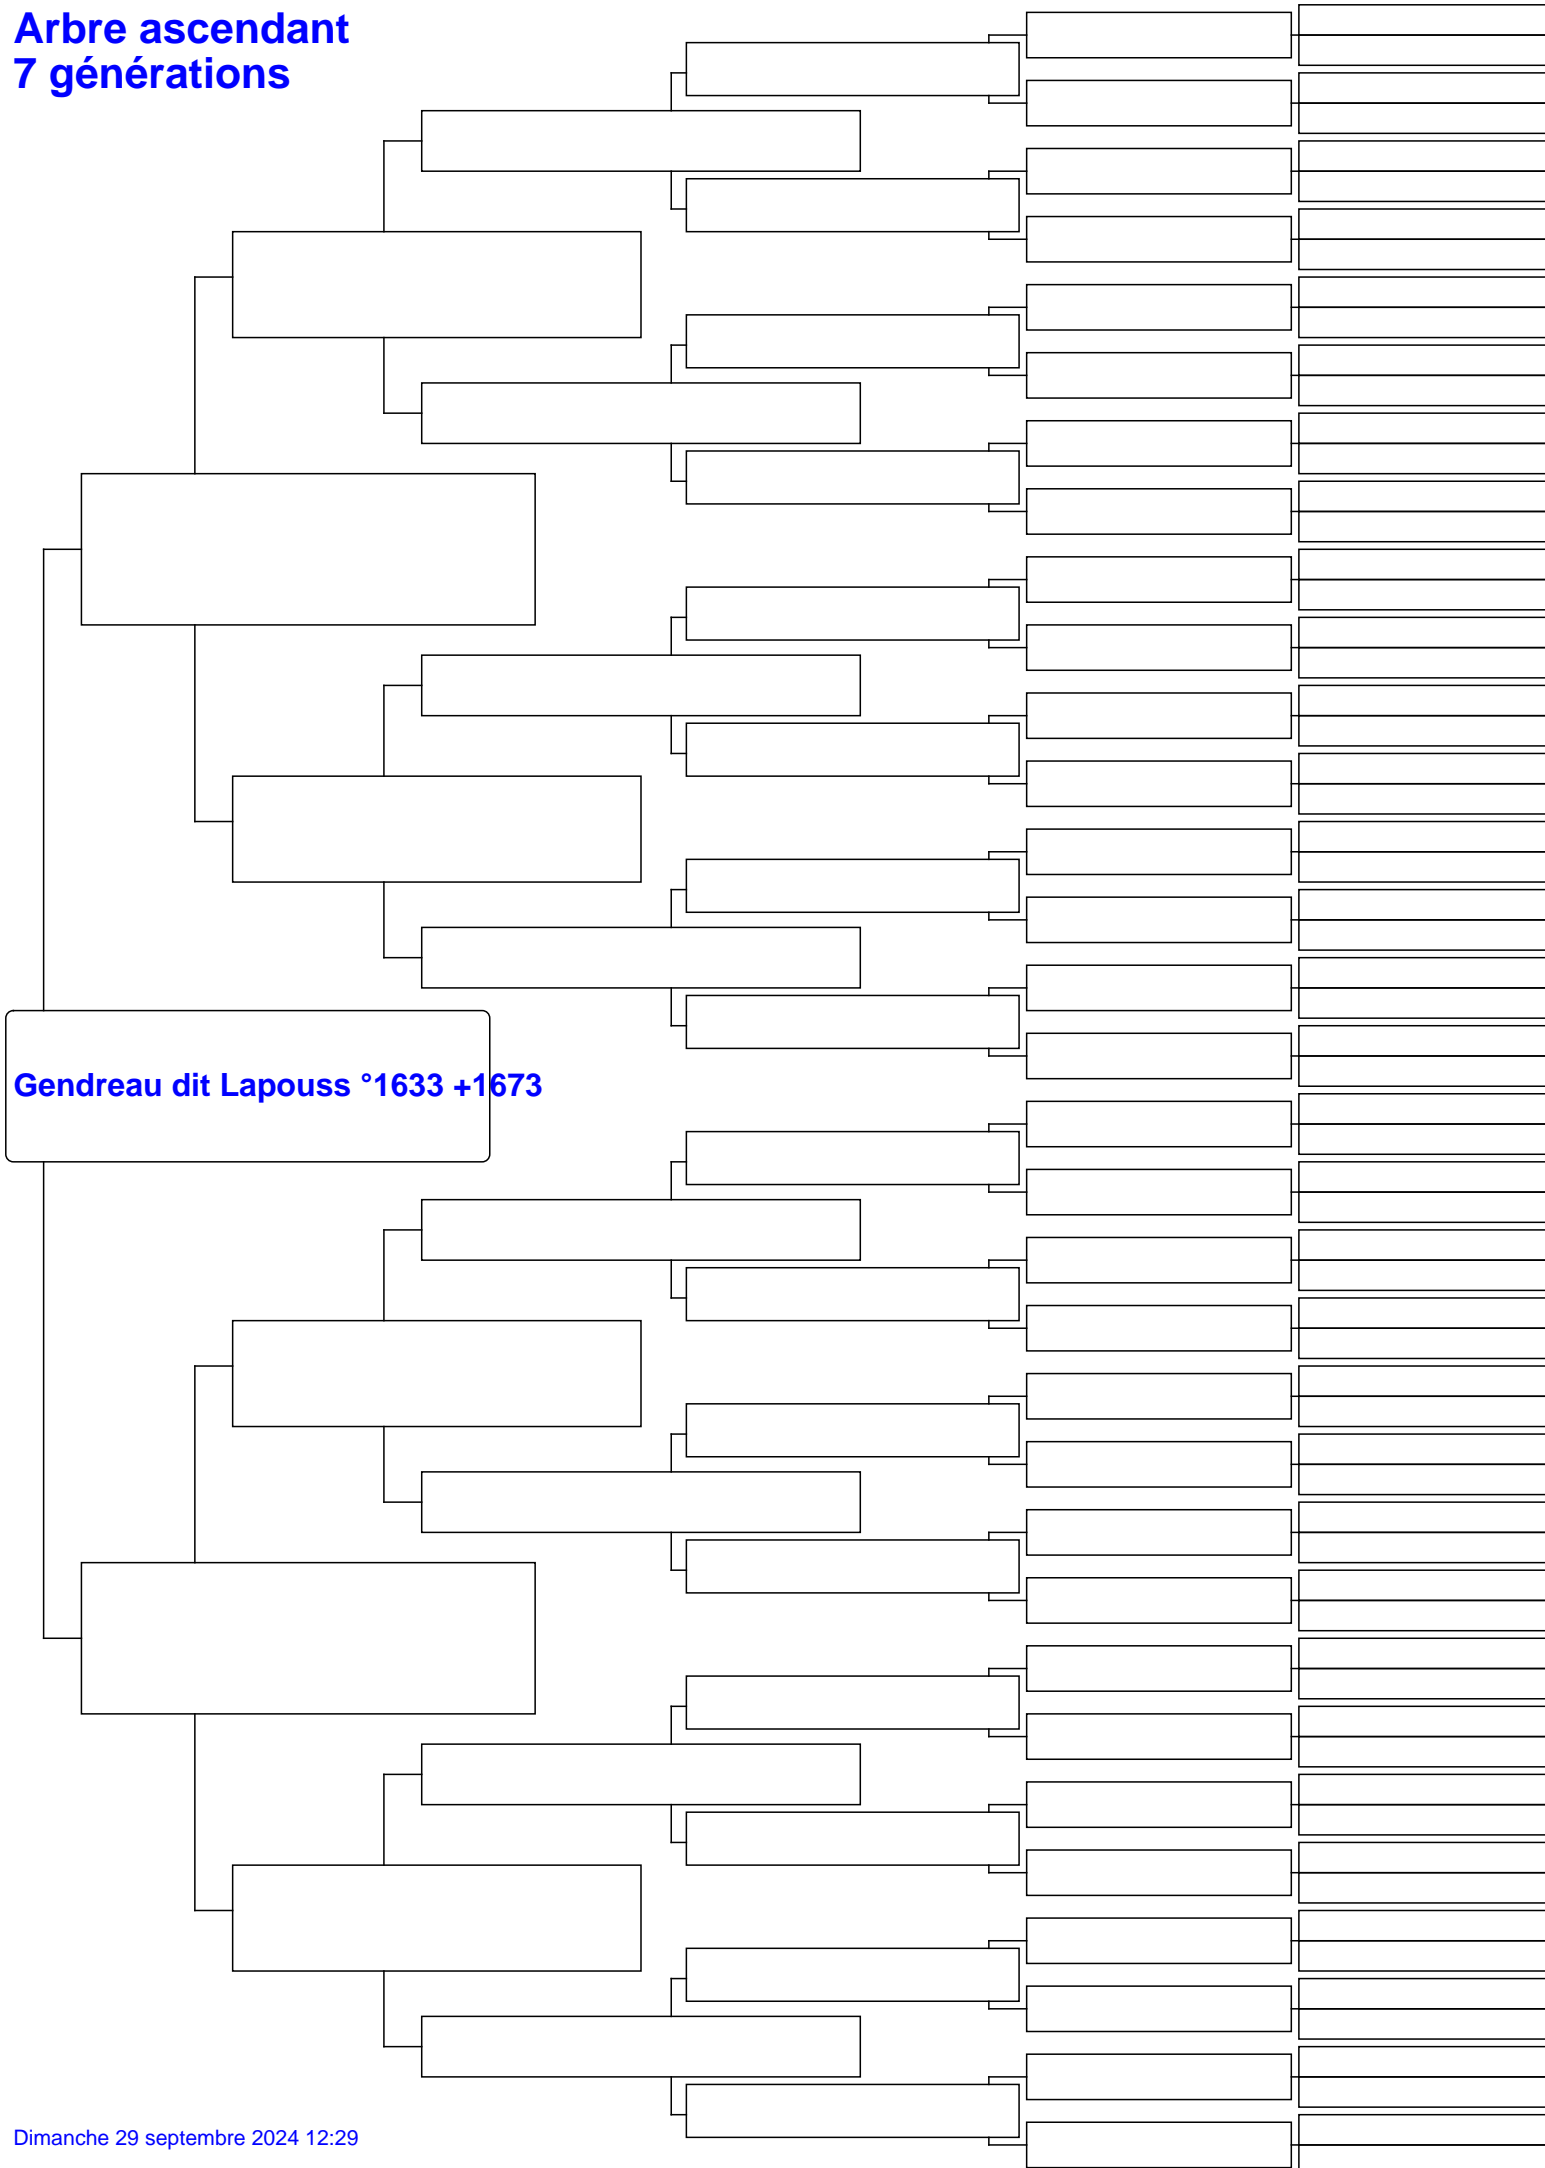 Arbre ascendant
7 générations
Gendreau dit Lapouss °1633 +1673
Dimanche 29 septembre 2024 12:29